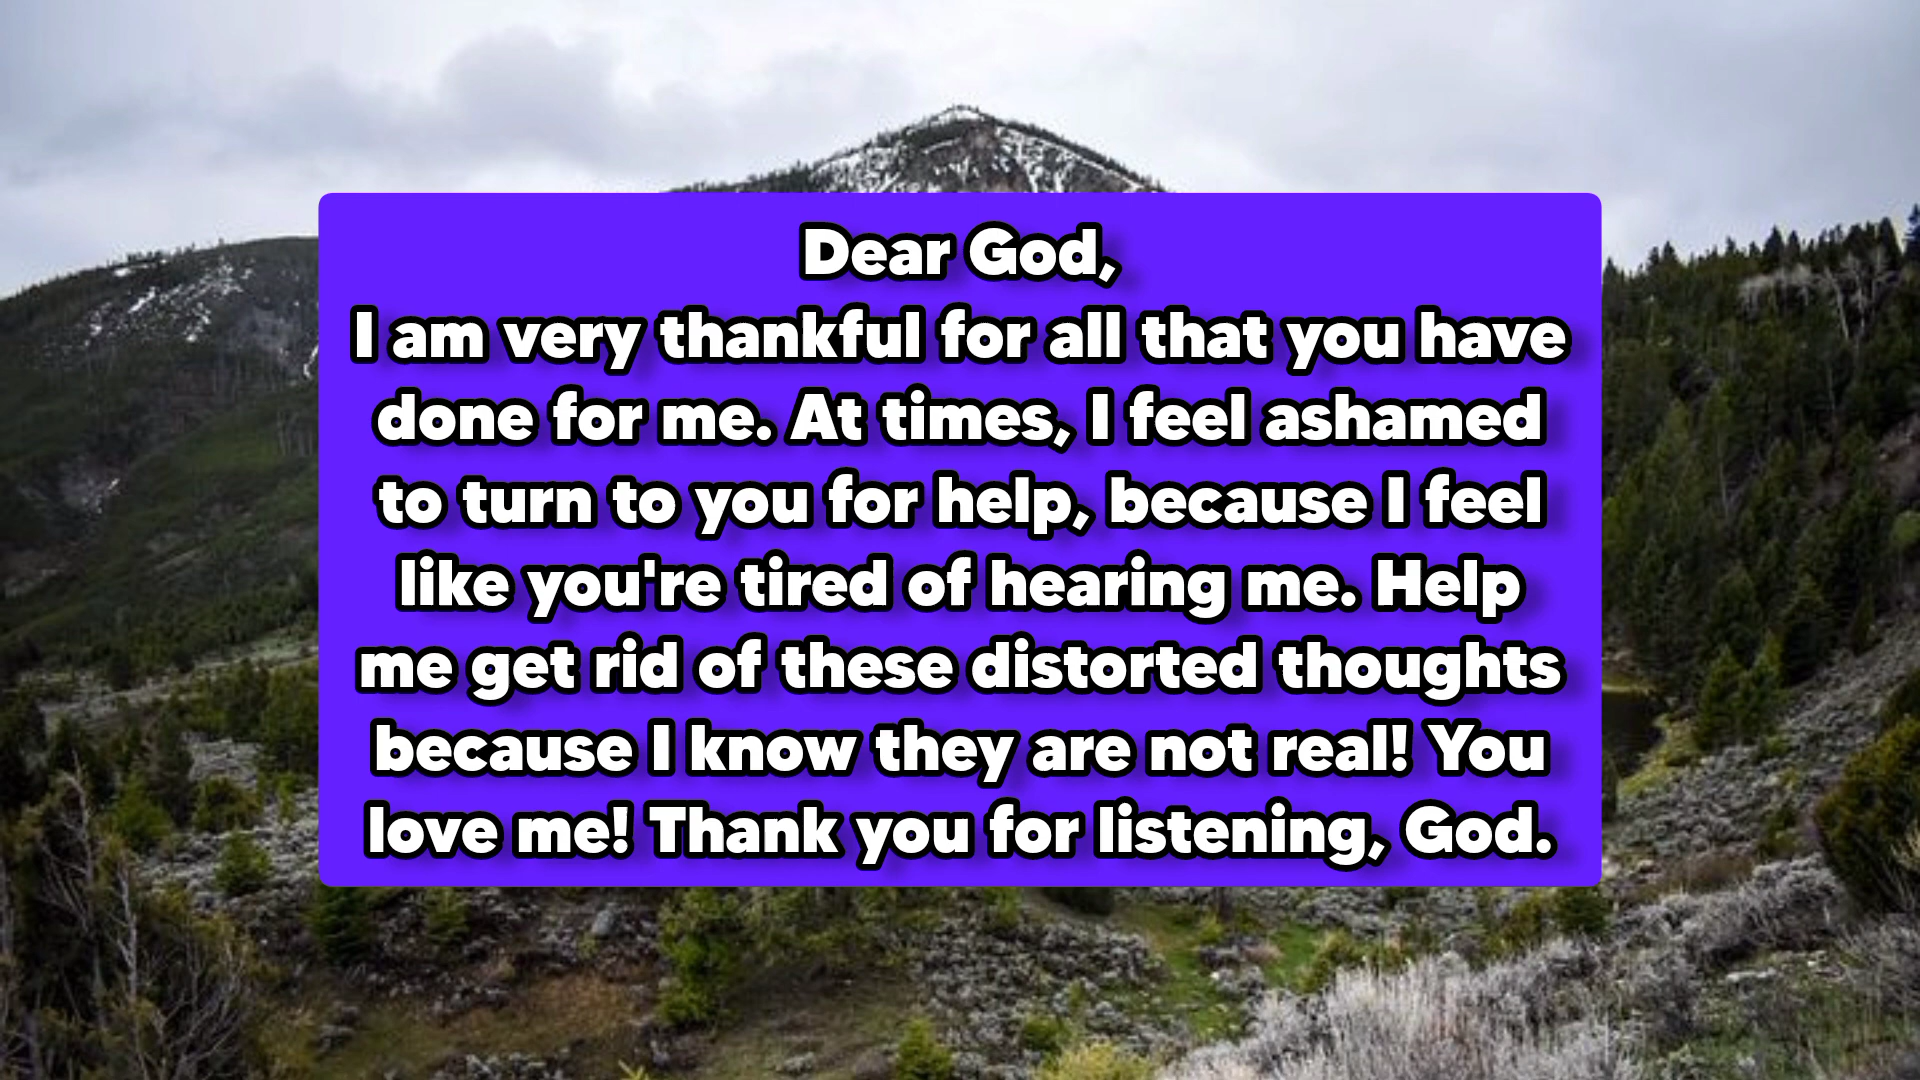 Dear God,
I am very thankful for all that you have
done for me. At times, I feel ashamed
to turn to you for help, because I feel
like you're tired of hearing me. Help
me get rid of these distorted thoughts
because I know they are not real! You
love me! Thank you for listening, God.